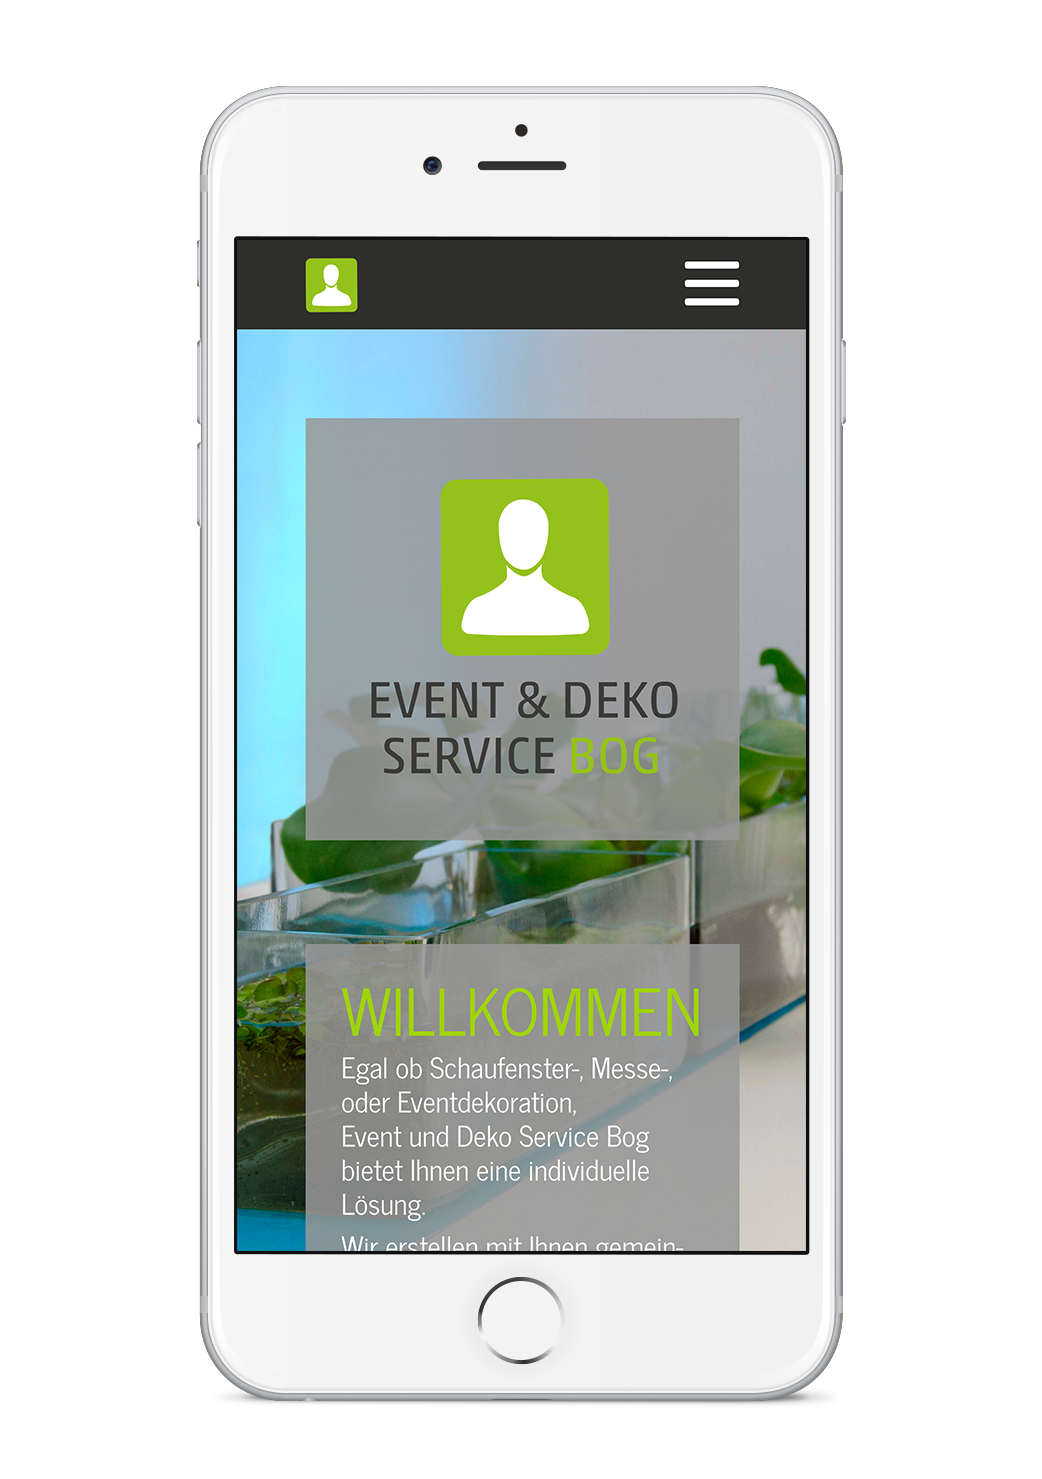 EVENT & DEKO
SERVICE BOG
WILLKOMMEN
Egal ob Schaufenster-, Messe-,
oder Eventdekoration,
Event und Deko Service Bog
bietet Ihnen eine individuelle
Lösung.
Wir erstellen mit Ihnen gemein-